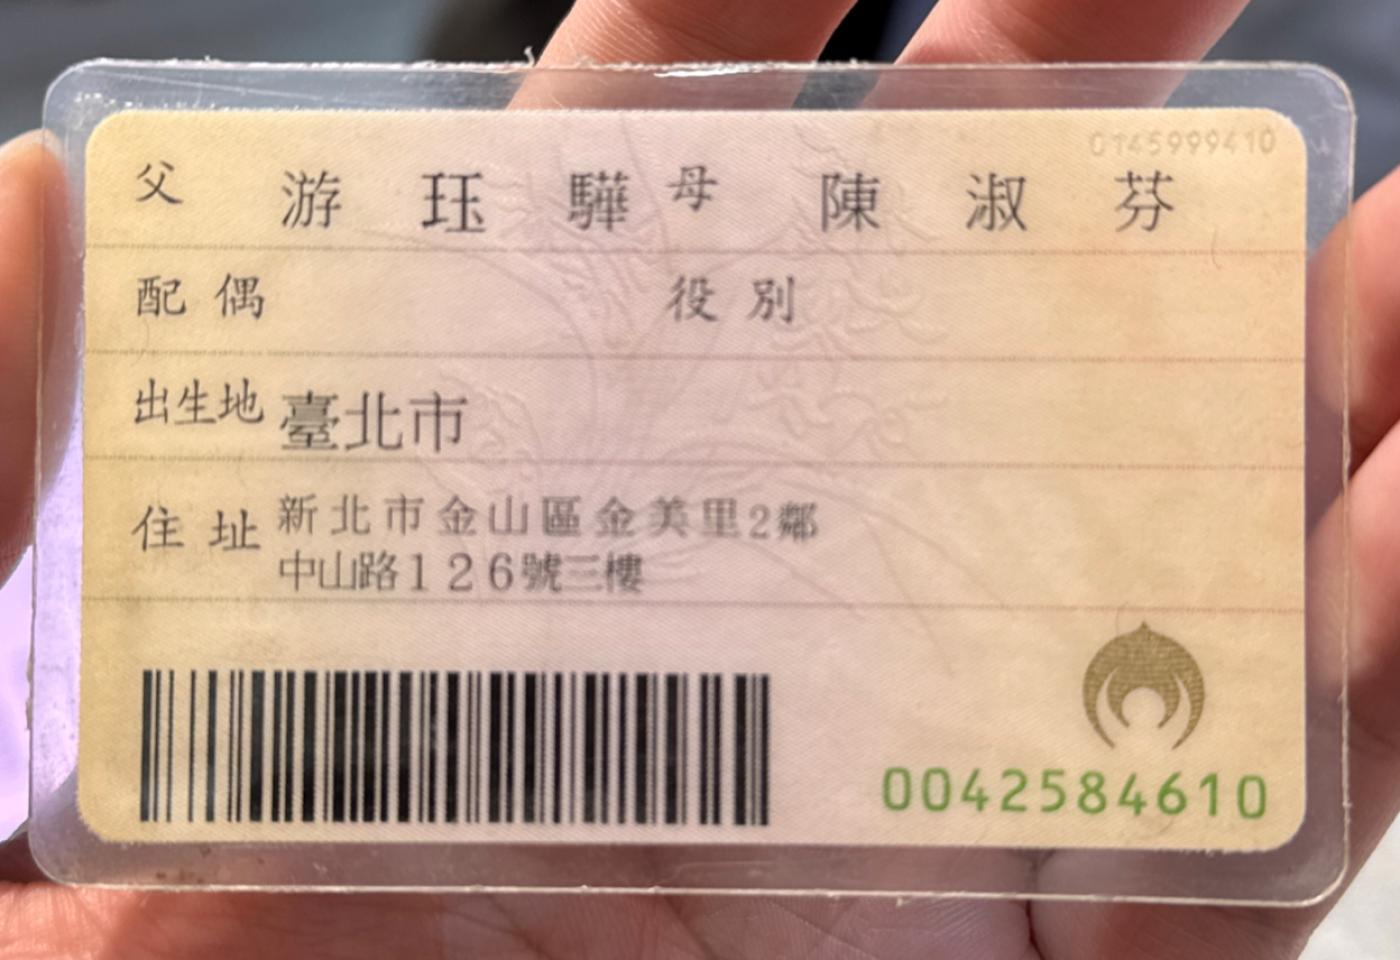 0145999410
父 游珏驊 母 陳淑芬
配偶 役別
出生地 臺北市
住址 新北市金山區金美里2鄰
中山路126號三樓
0042584610